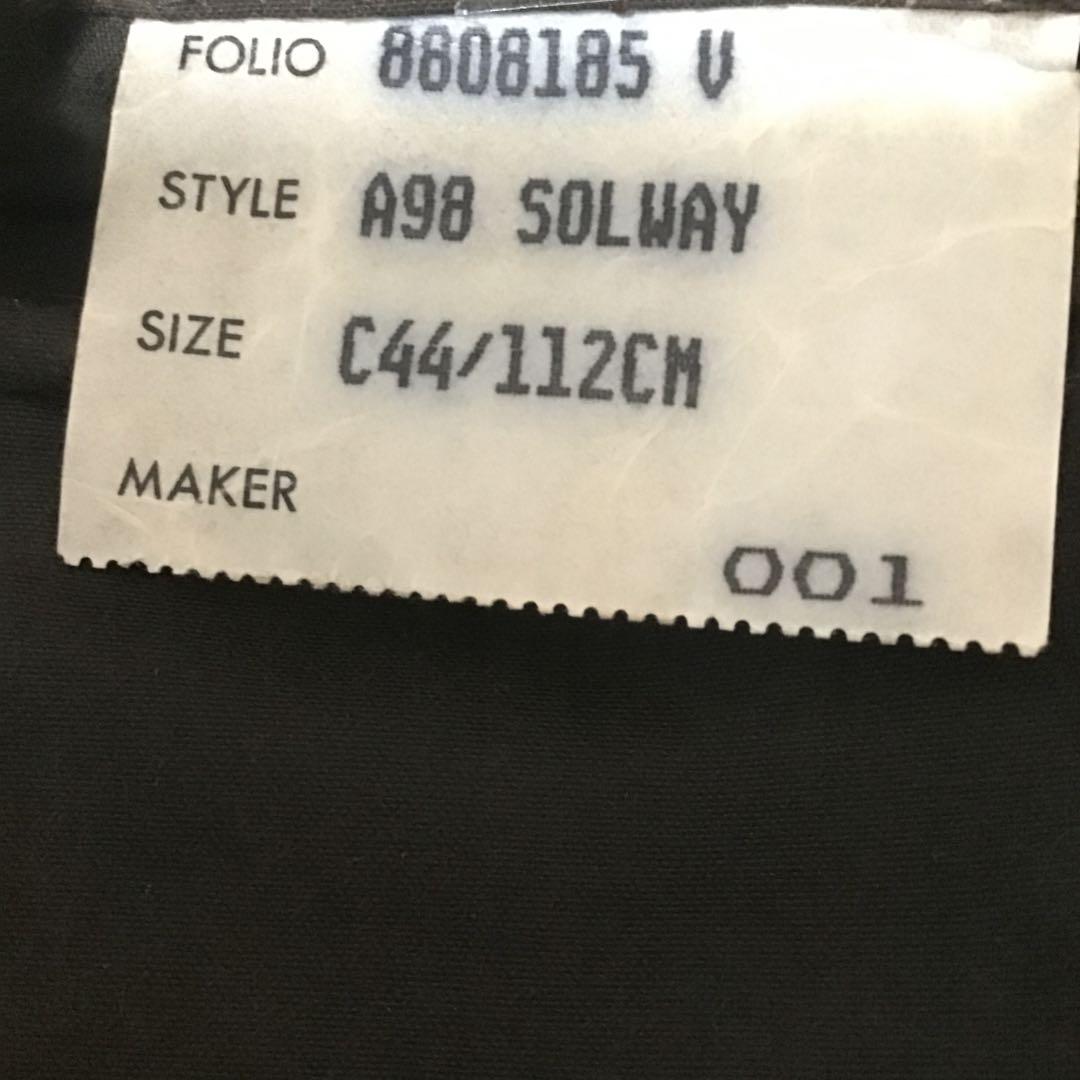 FOLIO 8808185 V
STYLE A98 SOLWAY
SIZE C44/112CM
MAKER
001